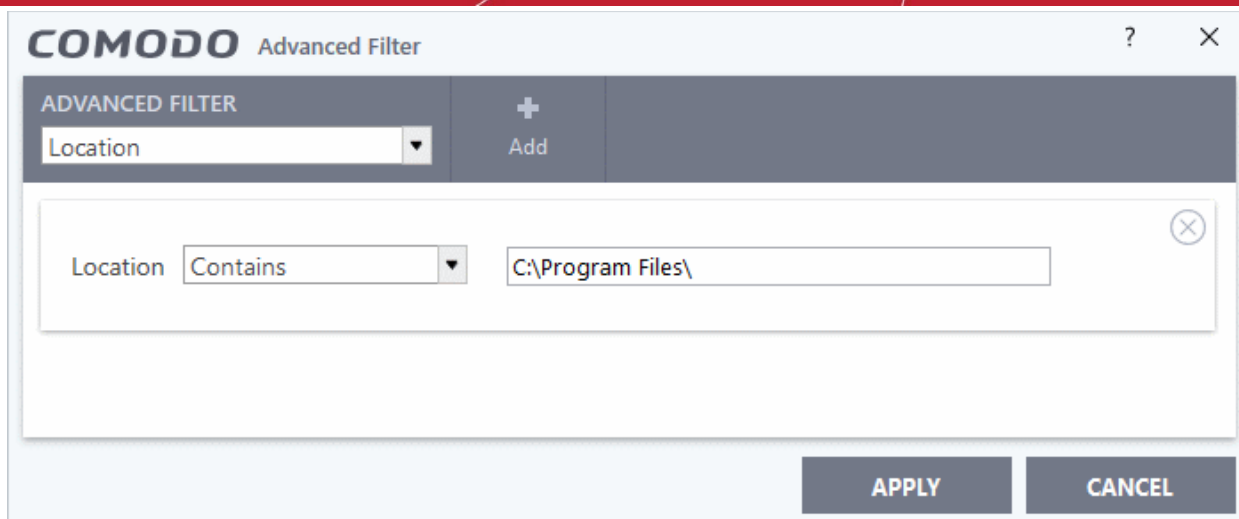 COMODO Advanced Filter ?
ADVANCED FILTER
Location
Add
Location Contains C:\Program Files\
APPLY CANCEL